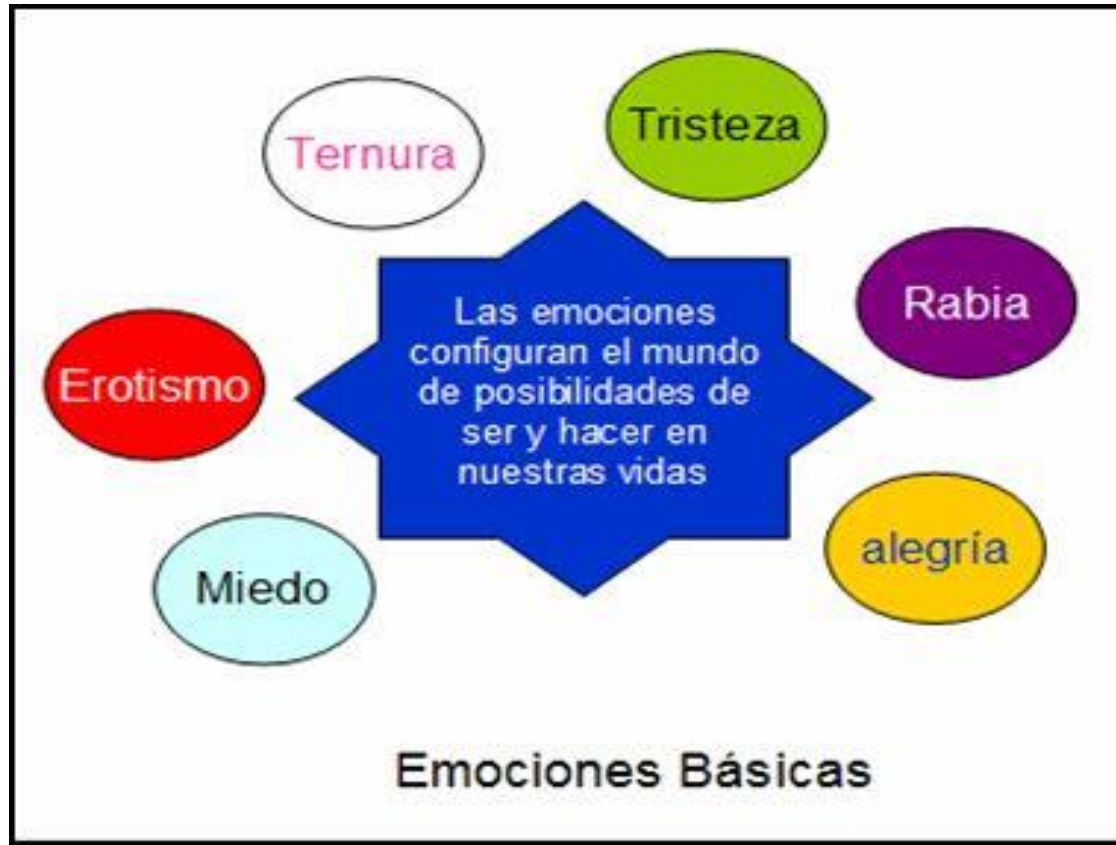 Ternura
Tristeza
Erotismo
Las emociones
configuran el mundo
de posibilidades de
ser y hacer en
nuestras vidas
Rabia
Miedo
alegría
Emociones Básicas